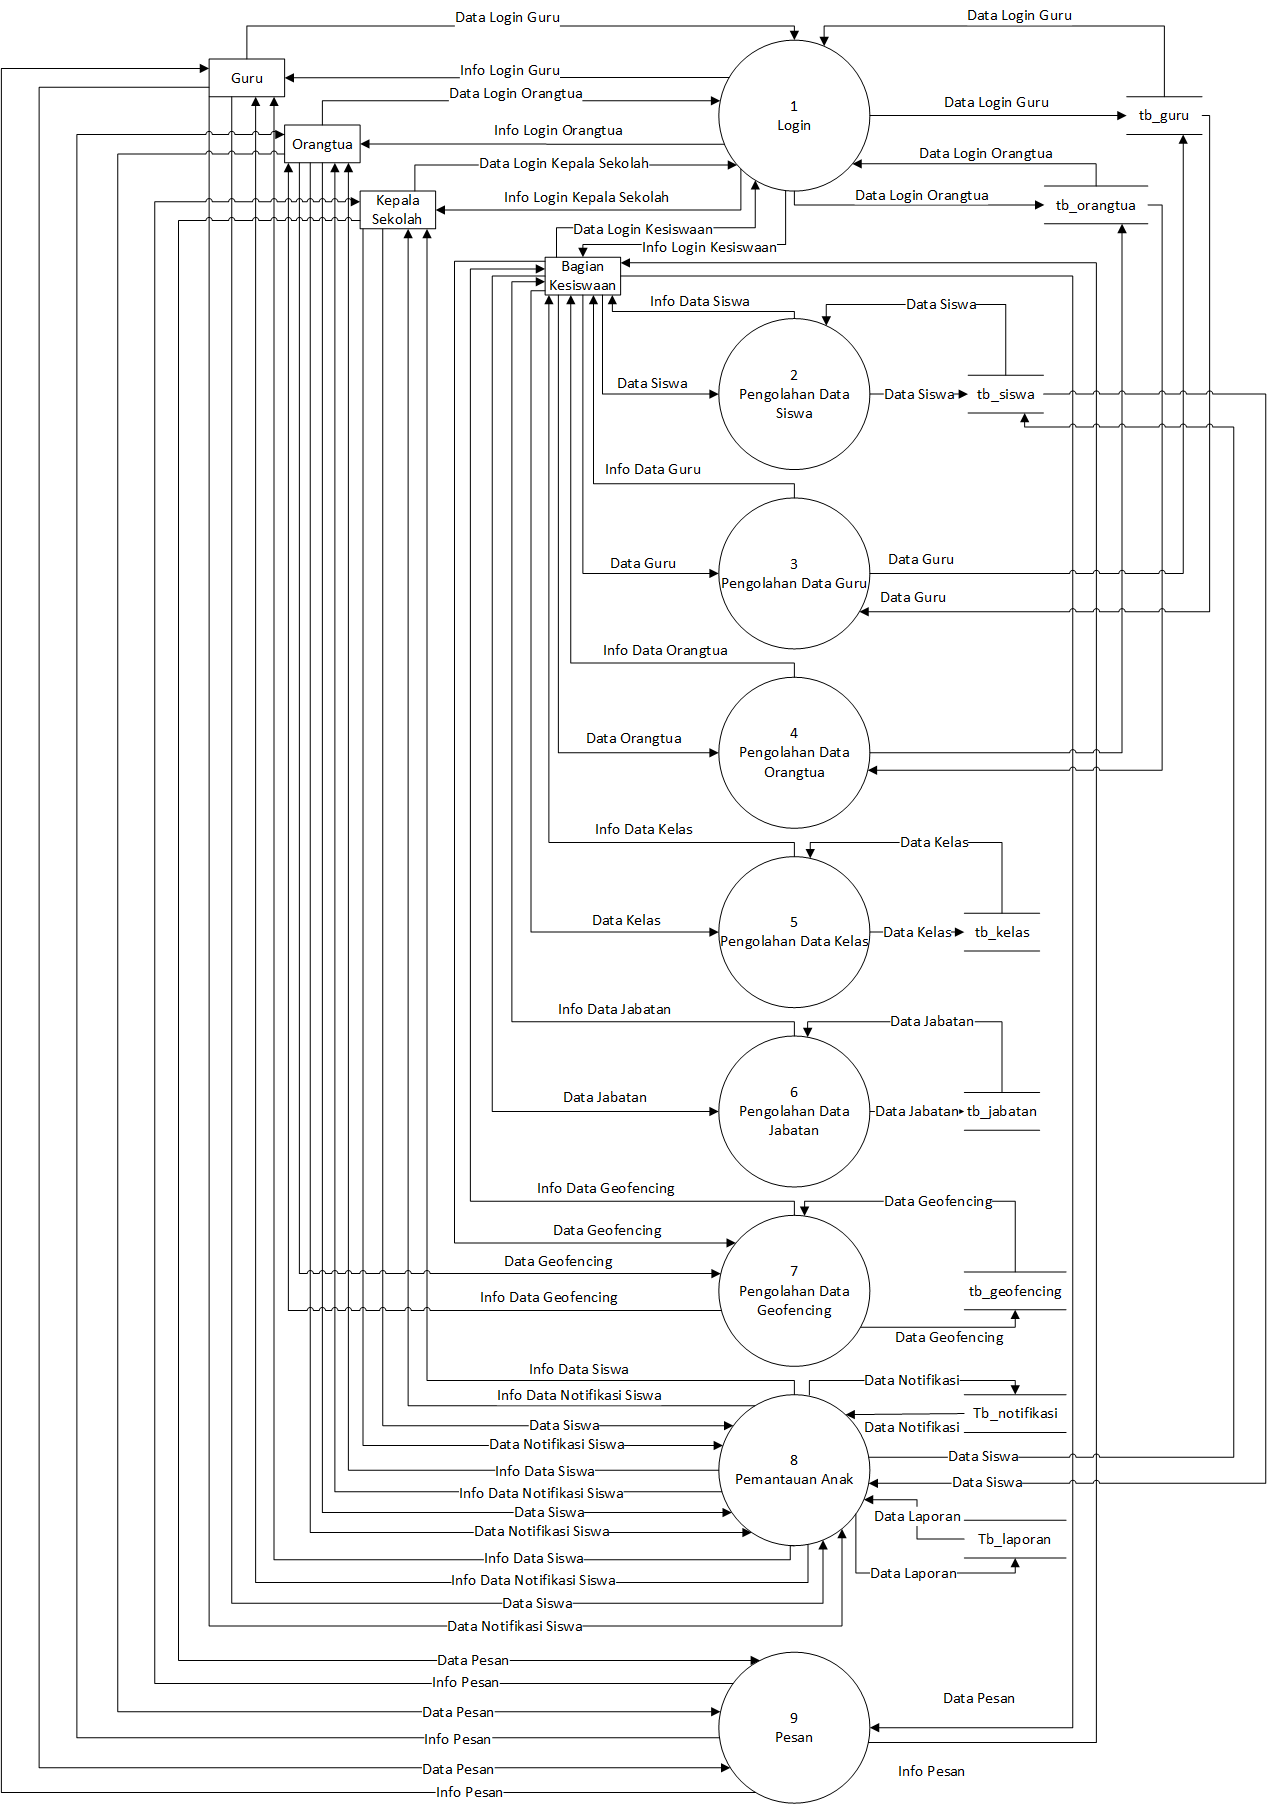 Data Login Guru
Data Login Guru
Guru
Info Login Guru
Data Login Orangtua
1
Login
Data Login Guru
tb_guru
Orangtua
Info Login Orangtua
Data Login Orangtua
Data Login Kepala Sekolah
Kepala
Sekolah
Info Login Kepala Sekolah
Data Login Orangtua
tb_orangtua
Data Login Kesiswaan
Info Login Kesiswaan
Bagian
Kesiswaan
Info Data Siswa
Data Siswa
2
Pengolahan Data
Siswa
Data Siswa
Data Siswa
tb_siswa
Info Data Guru
3
Pengolahan Data Guru
Data Guru
Data Guru
Data Guru
Info Data Orangtua
4
Pengolahan Data
Orangtua
Data Orangtua
Info Data Kelas
Data Kelas
5
Pengolahan Data Kelas
Data Kelas
Data Kelas
tb_kelas
Info Data Jabatan
Data Jabatan
6
Pengolahan Data
Jabatan
Data Jabatan
Data Jabatan
tb_jabatan
Info Data Geofencing
Data Geofencing
Data Geofencing
Data Geofencing
7
Pengolahan Data
Geofencing
Info Data Geofencing
tb_geofencing
Data Geofencing
Info Data Siswa
Data Notifikasi
Info Data Notifikasi Siswa
Tb_notifikasi
Data Siswa
Data Notifikasi
Data Notifikasi Siswa
8
Pemantauan Anak
Data Siswa
Info Data Siswa
Data Siswa
Info Data Notifikasi Siswa
Data Siswa
Data Laporan
Data Notifikasi Siswa
Tb_laporan
Info Data Siswa
Data Laporan
Info Data Notifikasi Siswa
Data Siswa
Data Notifikasi Siswa
Data Pesan
Info Pesan
Data Pesan
Data Pesan
9
Pesan
Info Pesan
Data Pesan
Info Pesan
Info Pesan